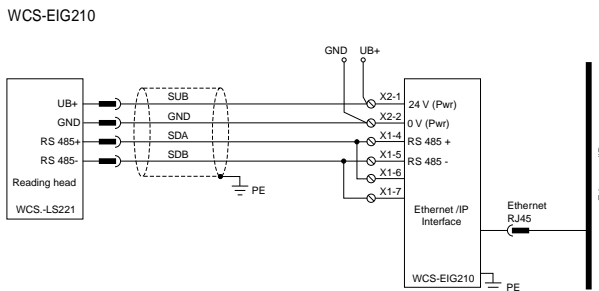 WCS-EIG210
GND UB+
UB+ SUB X2-1 24 V (Pwr)
GND GND X2-2 0 V (Pwr)
RS 485+ SDA X1-4 RS 485 +
RS 485- SDB X1-5 RS 485 -
X1-6
Reading head PE X1-7
WCS.-LS221
Ethernet /IP
Interface
Ethernet
RJ45
WCS-EIG210
PE